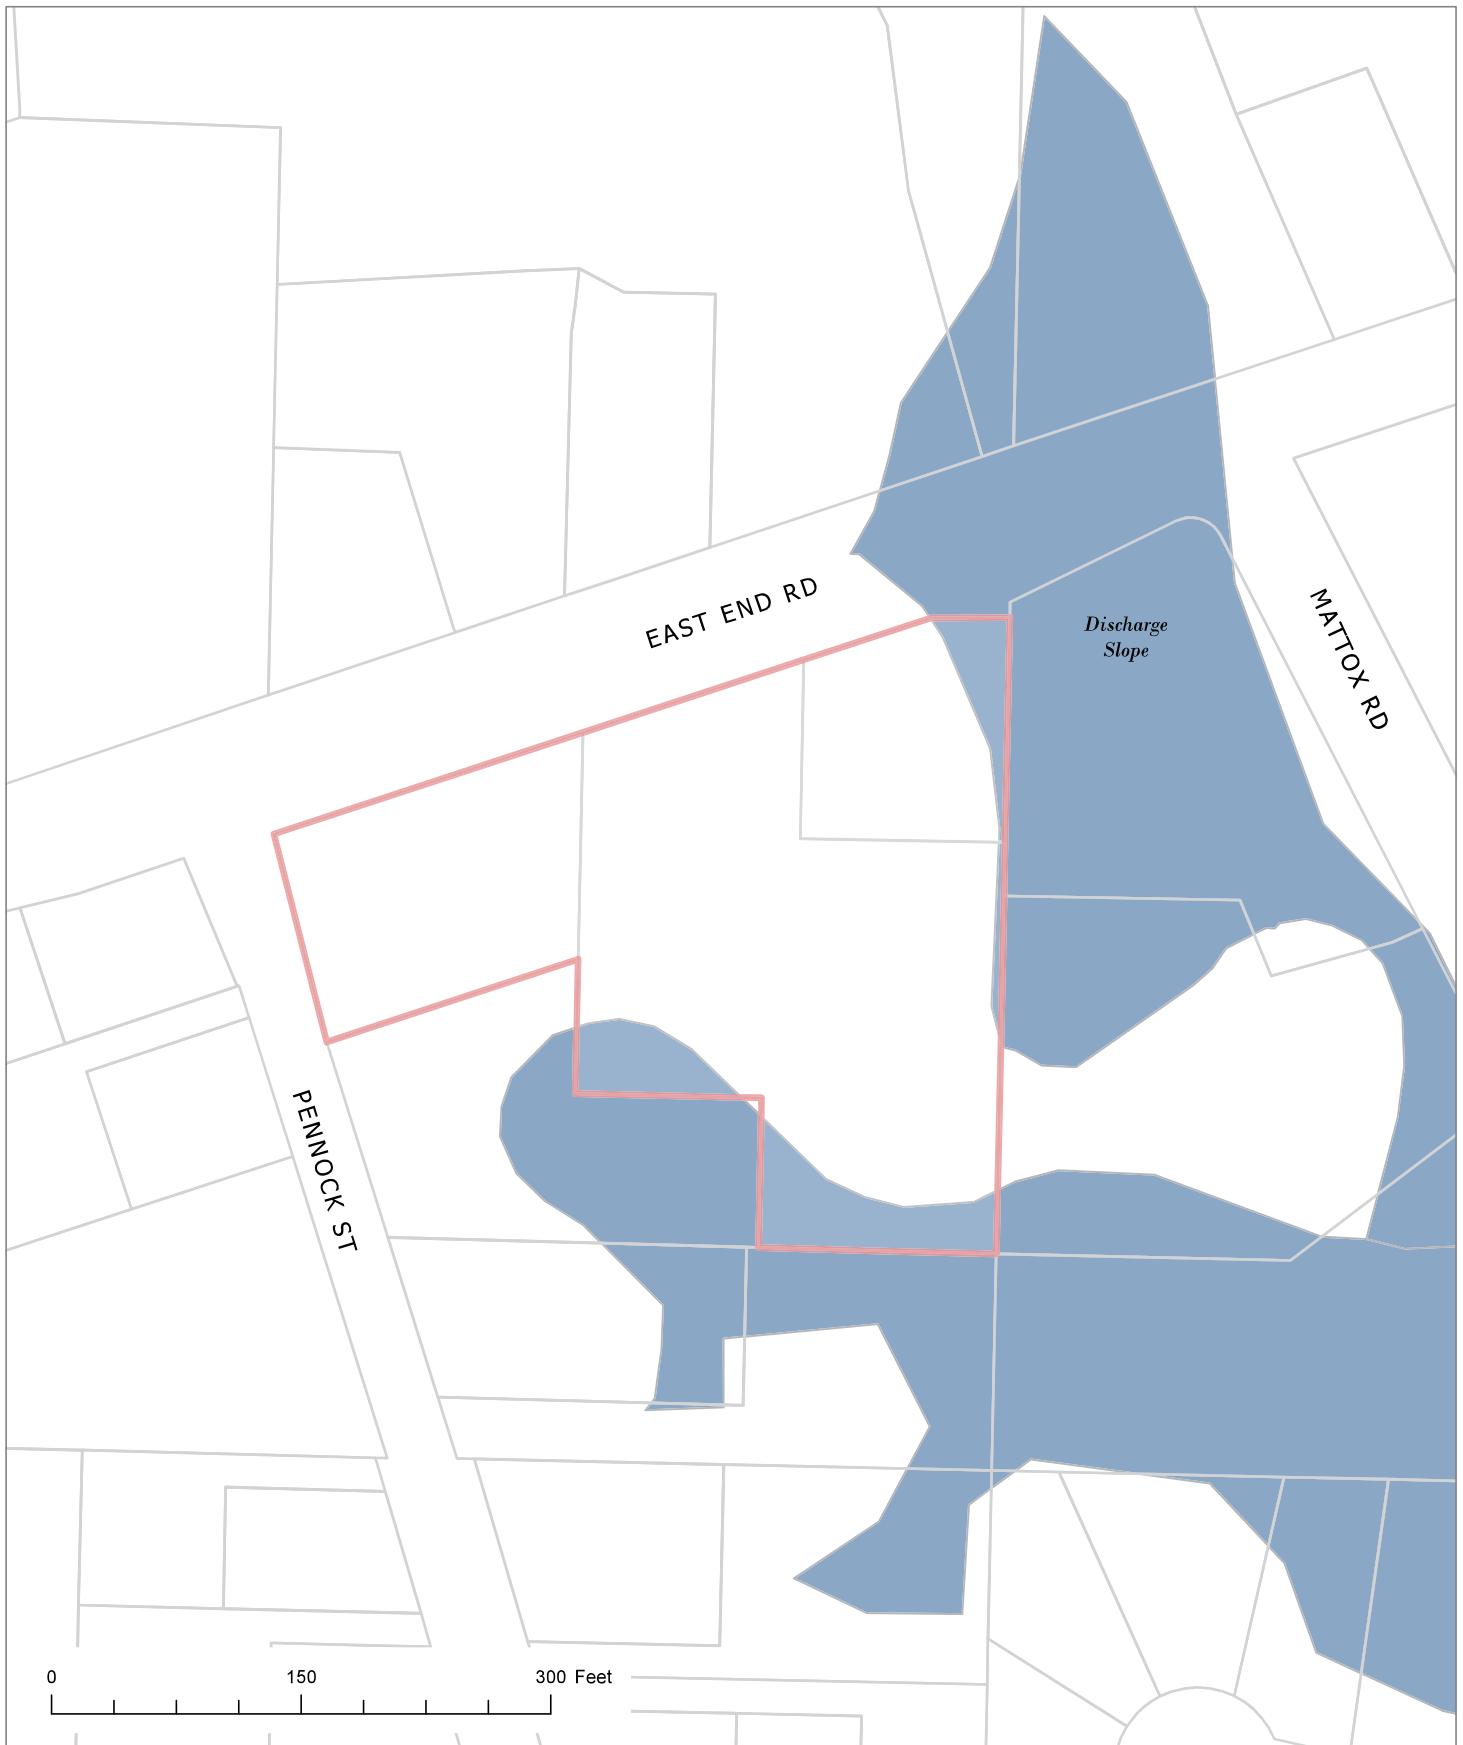 EAST END RD
Discharge
Slope
MATTOX RD
PENNOCK ST
0 150 300 Feet